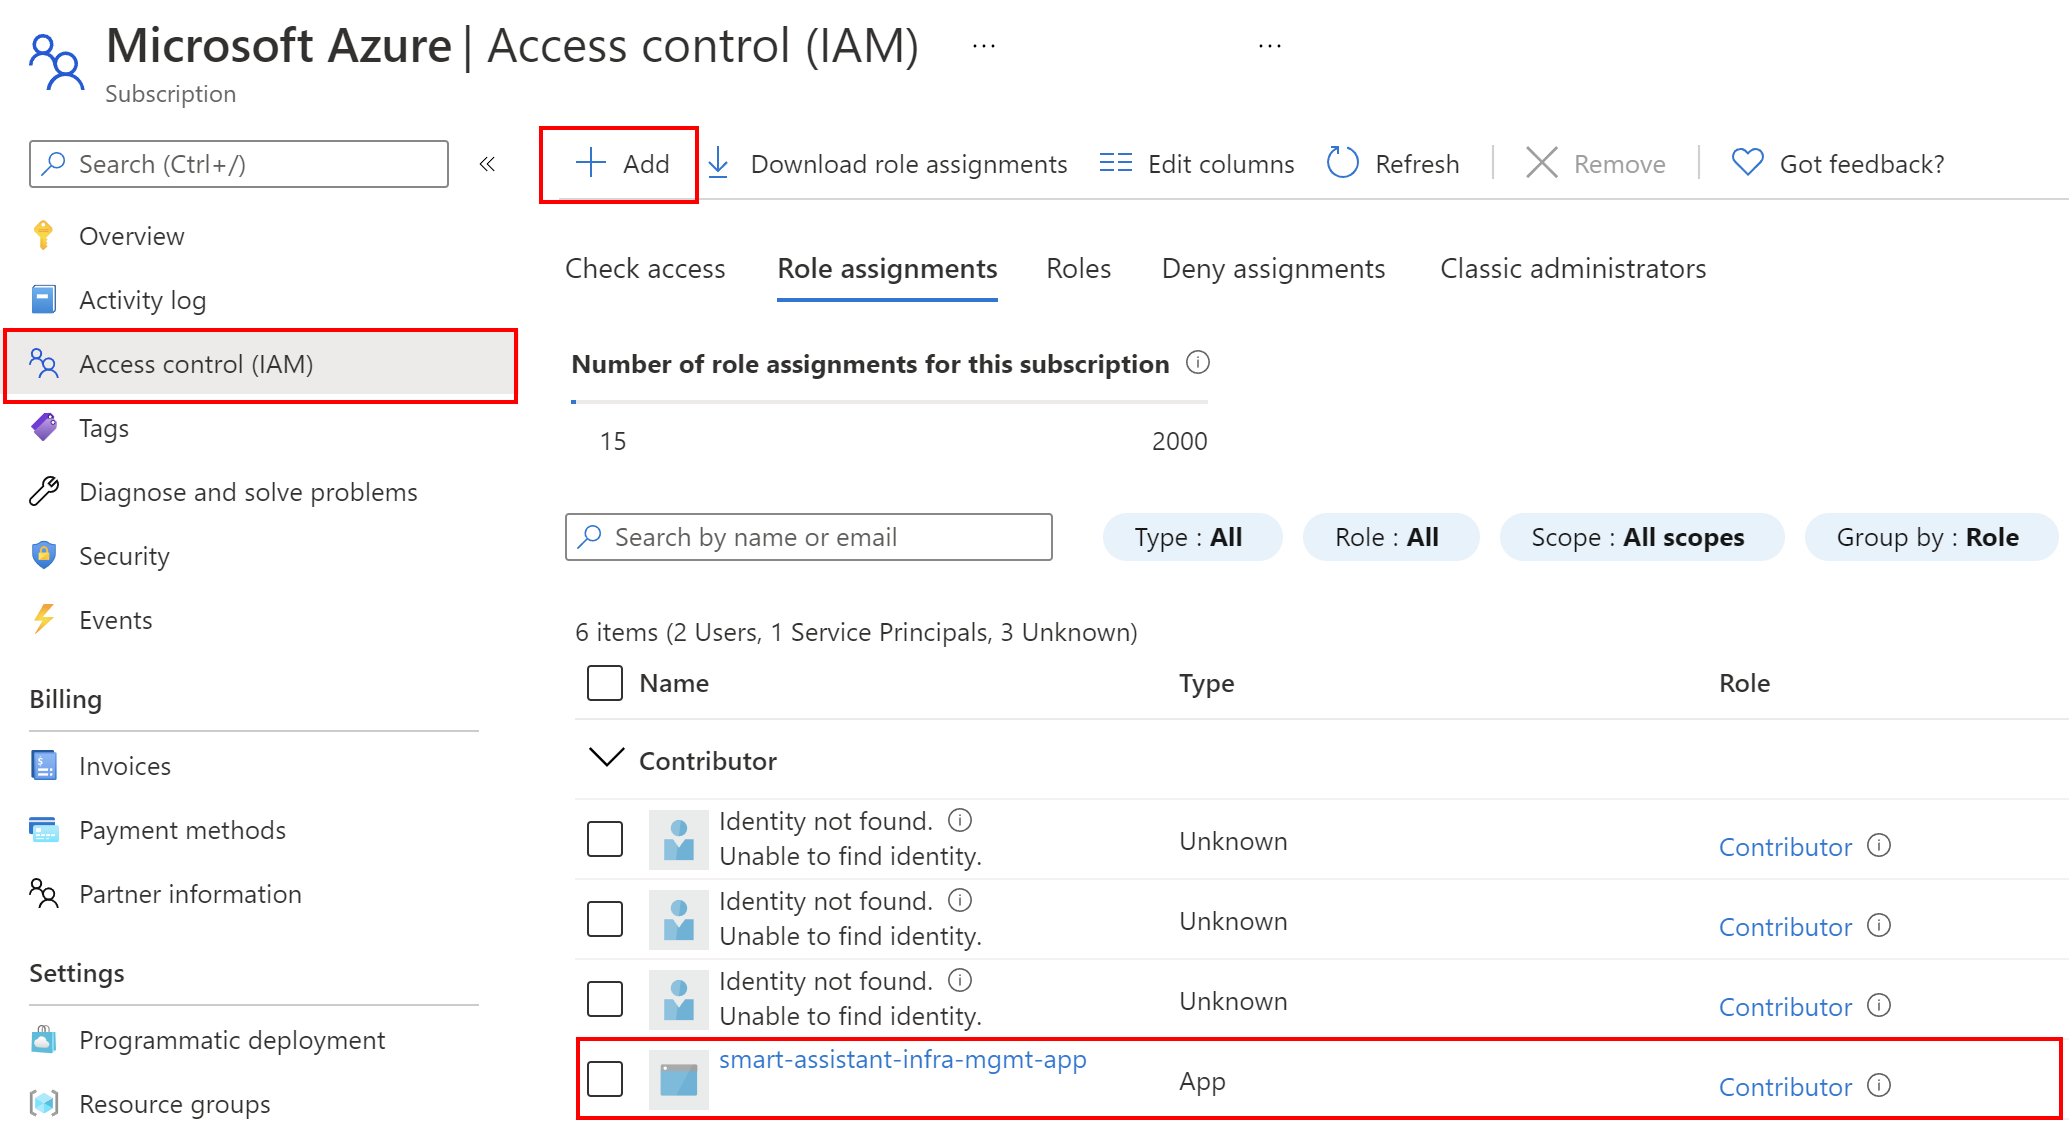 Microsoft Azure | Access control (IAM) ... ...
Subscription
Search (Ctrl+/) «
Overview
Activity log
Access control (IAM)
Tags
Diagnose and solve problems
Security
Events
Billing
Invoices
Payment methods
Partner information
Settings
Programmatic deployment
Resource groups
Add Download role assignments Edit columns Refresh Remove Got feedback?
Check access Role assignments Roles Deny assignments Classic administrators
Number of role assignments for this subscription
15 2000
Search by name or email Type : All Role : All Scope : All scopes Group by : Role
6 items (2 Users, 1 Service Principals, 3 Unknown)
Name Type Role
Contributor
Identity not found.
Unable to find identity. Unknown Contributor
Identity not found.
Unable to find identity. Unknown Contributor
Identity not found.
Unable to find identity. Unknown Contributor
smart-assistant-infra-mgmt-app App Contributor